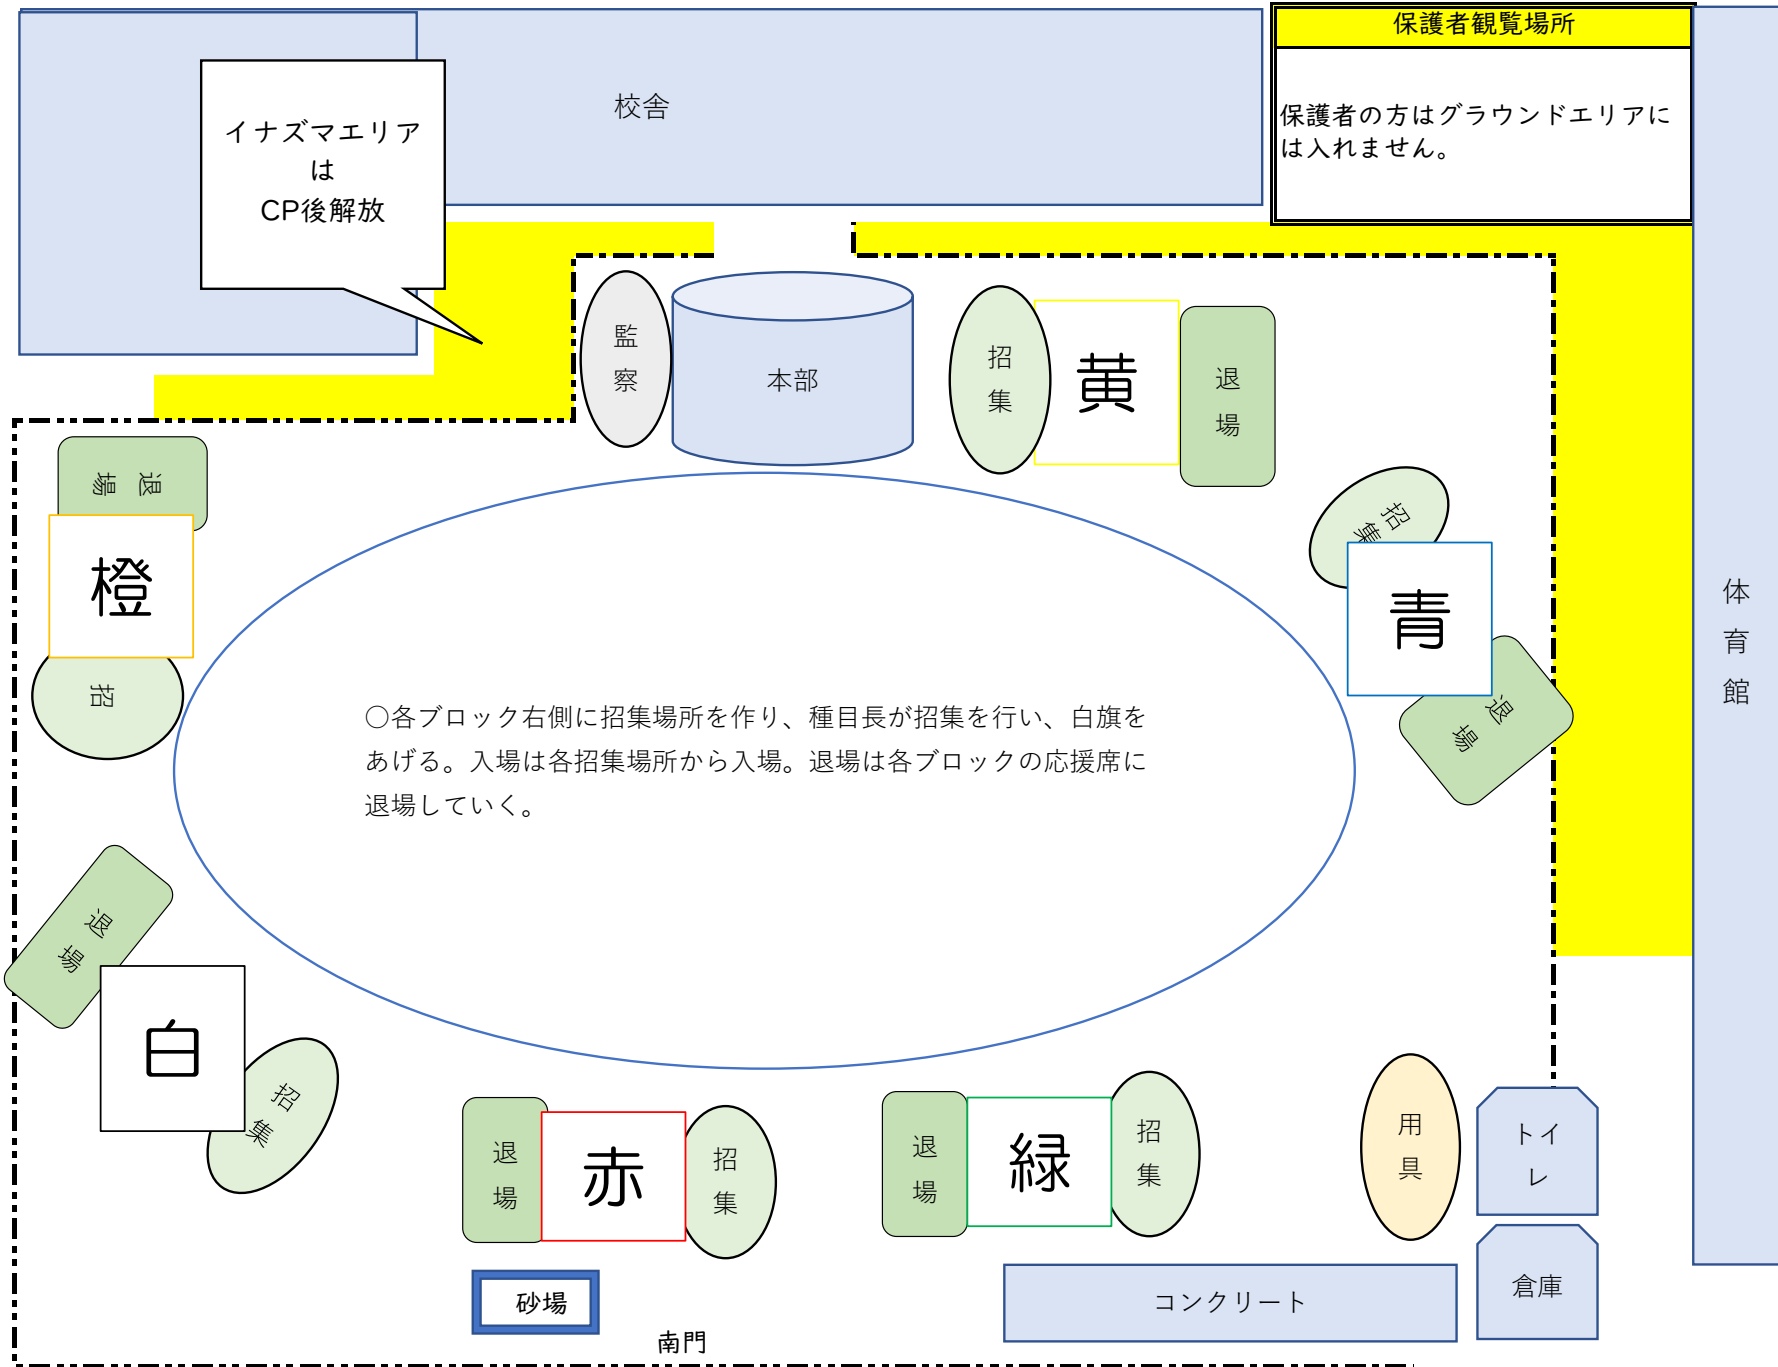 保護者観覧場所
保護者の方はグラウンドエリアに
は入れません。
校舎
イナズマエリア
は
CP後解放
監
察
本部
招
集
黄
退
場
退
場
橙
招
招
集
青
退
場
体
育
館
○各ブロック右側に招集場所を作り、種目長が招集を行い、白旗を
あげる。入場は各招集場所から入場。退場は各ブロックの応援席に
退場していく。
退
場
白
招
集
退
場
赤
招
集
退
場
緑
招
集
用
具
トイ
レ
倉庫
砂場
コンクリート
南門